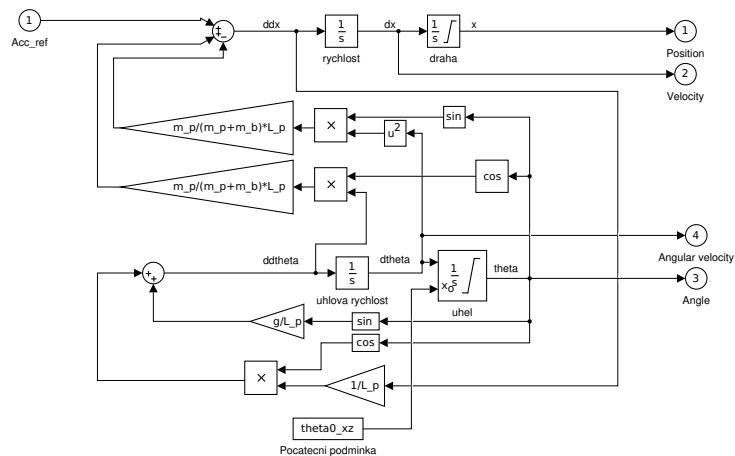 1
Acc_ref
+
+
−
ddx
1
s
rychlost
dx
1
s
draha
x
1
Position
2
Velocity
m_p/(m_p+m_b)*L_p
×
sin
u²
m_p/(m_p+m_b)*L_p
×
cos
4
Angular velocity
+
+
ddtheta
1
s
uhlova rychlost
dtheta
1
s
xo
uhel
theta
3
Angle
g/L_p
sin
cos
×
1/L_p
theta0_xz
Pocatecni podminka